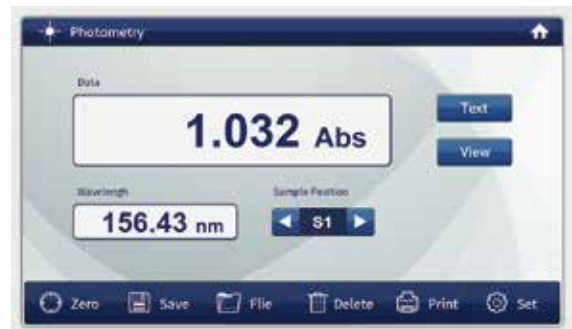 Photometry
Data
1.032 Abs
Text
View
Wavelengh
Sample Position
156.43 nm
S1
Zero
Save
File
Delete
Print
Set